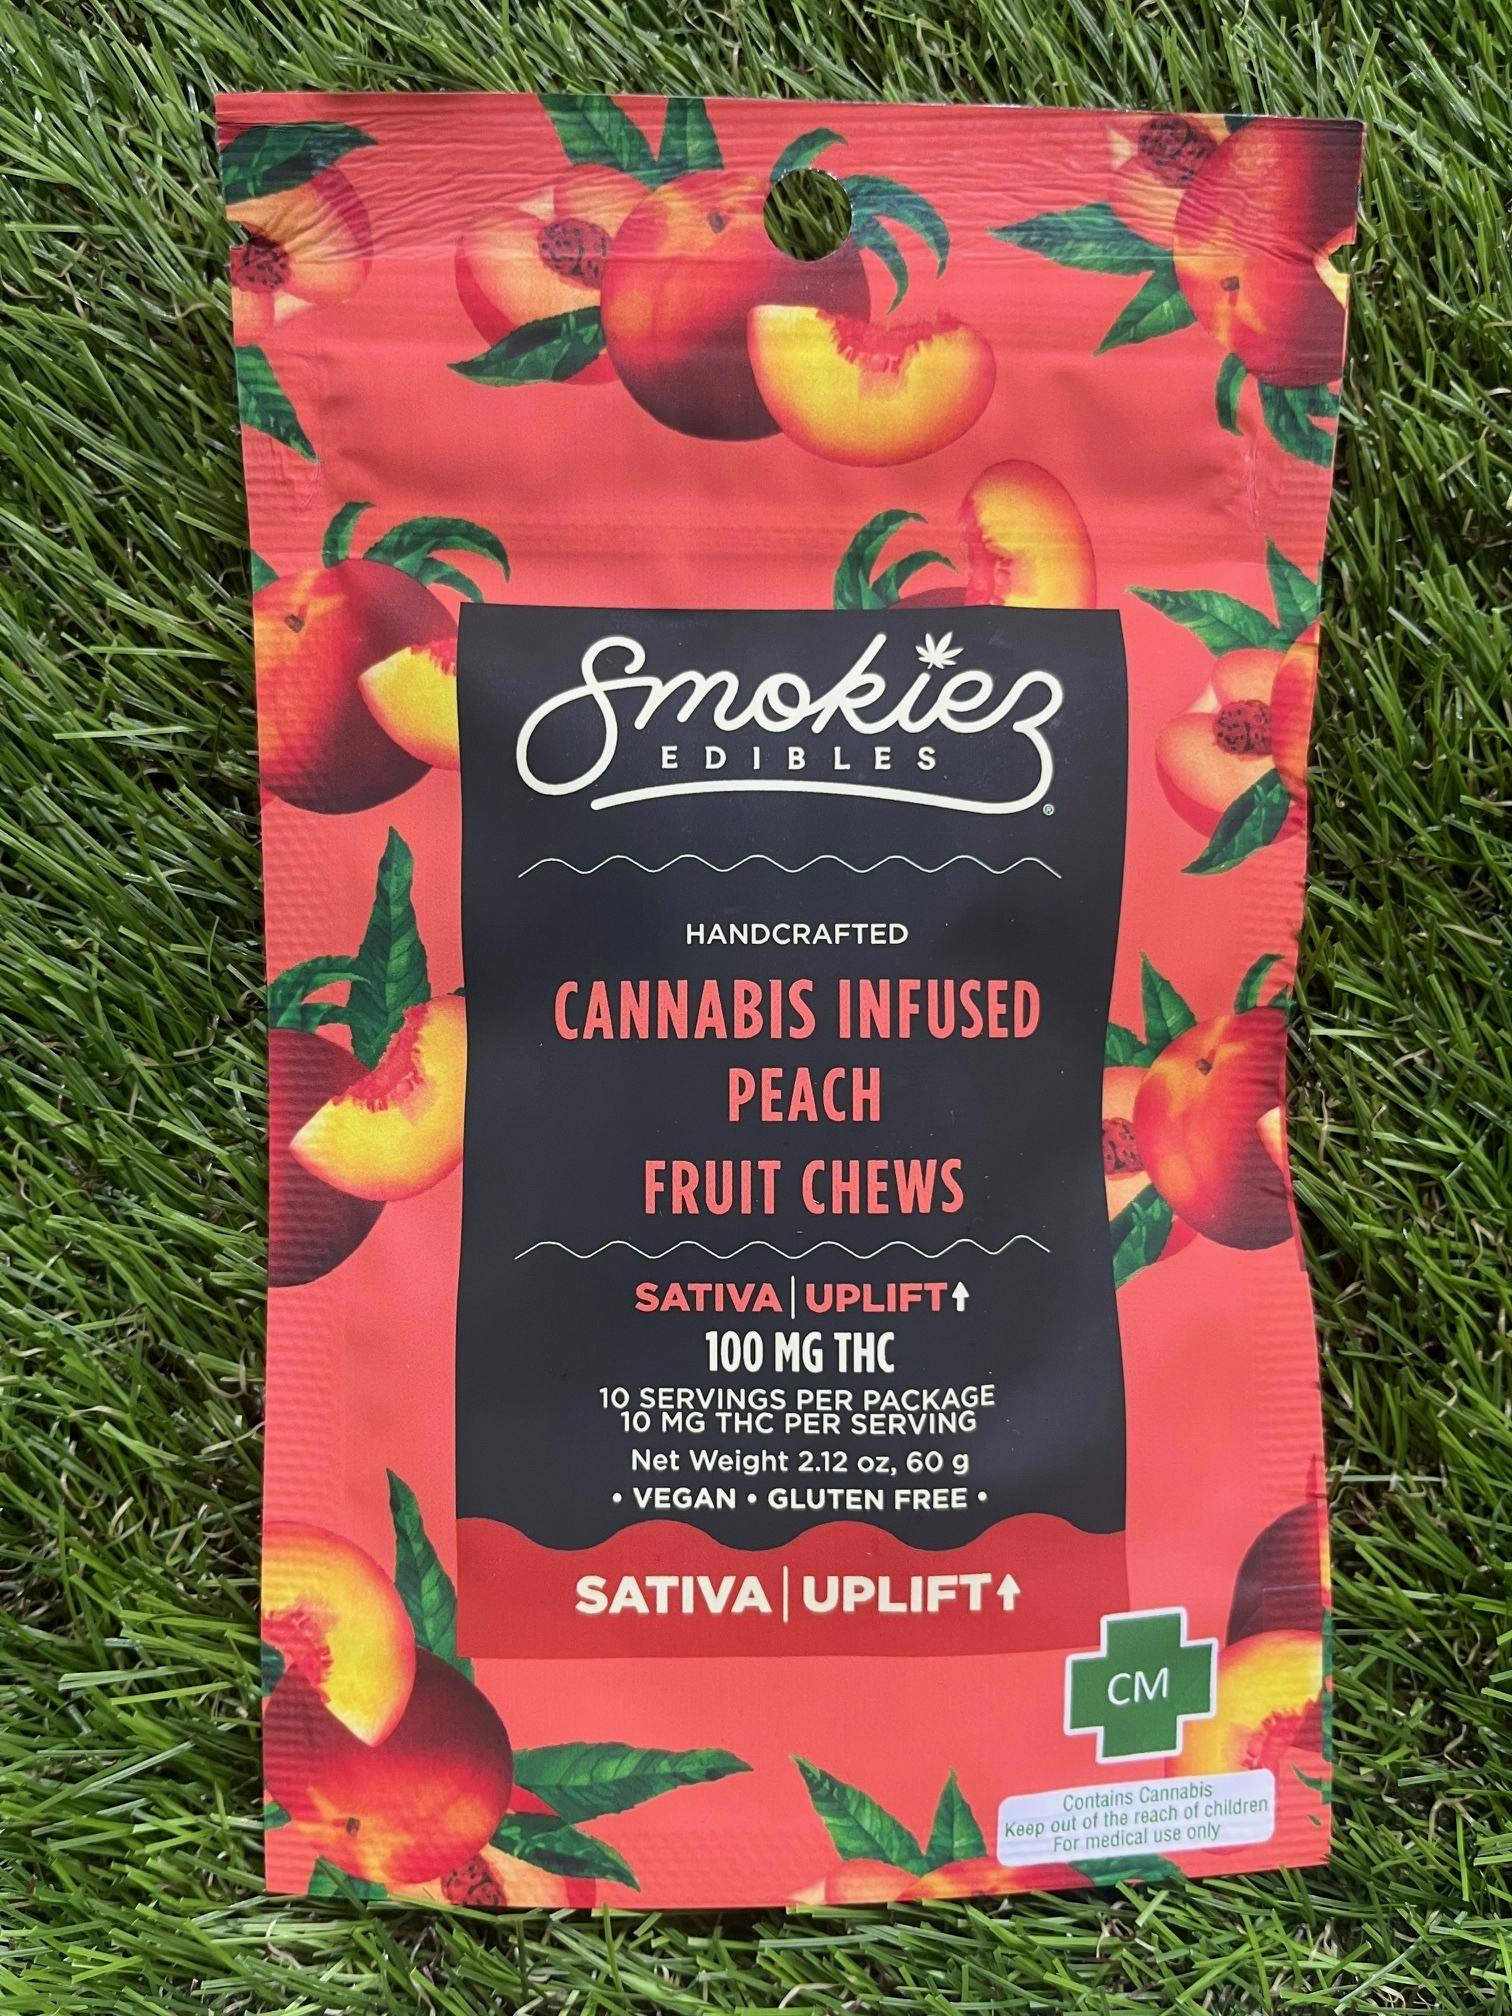 Smokiez
EDIBLES
®
HANDCRAFTED
CANNABIS INFUSED
PEACH
FRUIT CHEWS
SATIVA | UPLIFT↑
100 MG THC
10 SERVINGS PER PACKAGE
10 MG THC PER SERVING
Net Weight 2.12 oz, 60 g
• VEGAN • GLUTEN FREE •
SATIVA | UPLIFT↑
CM
Contains Cannabis
Keep out of the reach of children
For medical use only